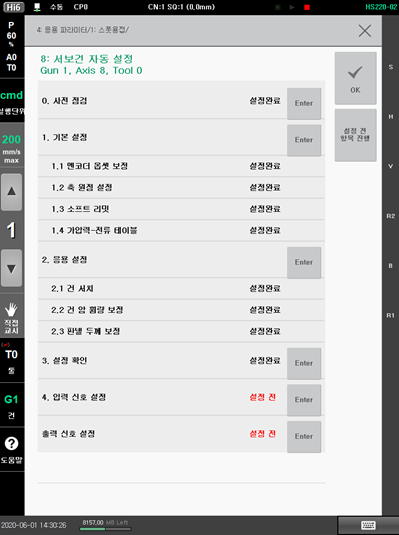 Hi6 수동 CP0 CN:1 SQ:1 (0,0mm) HS220-02
P
60
%
A0
T0
cmd
실행단위
200
mm/s
max
1
직접
교시
T0
툴
G1
건
도움말
4: 응용 파라미터/1: 스폿용접/
8: 서보건 자동 설정
Gun 1, Axis 8, Tool 0
0. 사전 점검 설정완료 Enter
1. 기본 설정 Enter
1.1 엔코더 옵셋 보정 설정완료
1.2 축 원점 설정 설정완료
1.3 소프트 리밋 설정완료
1.4 가압력-전류 테이블 설정완료
2. 응용 설정 Enter
2.1 건 서치 설정완료
2.2 건 암 휨량 보정 설정완료
2.3 판넬 두께 보정 설정완료
3. 설정 확인 설정완료 Enter
4. 입력 신호 설정 설정 전 Enter
출력 신호 설정 설정 전 Enter
OK
설정 전
항목 진행
S
H
V
R2
B
R1
2020-06-01 14:30:26 8157,00 MB Left